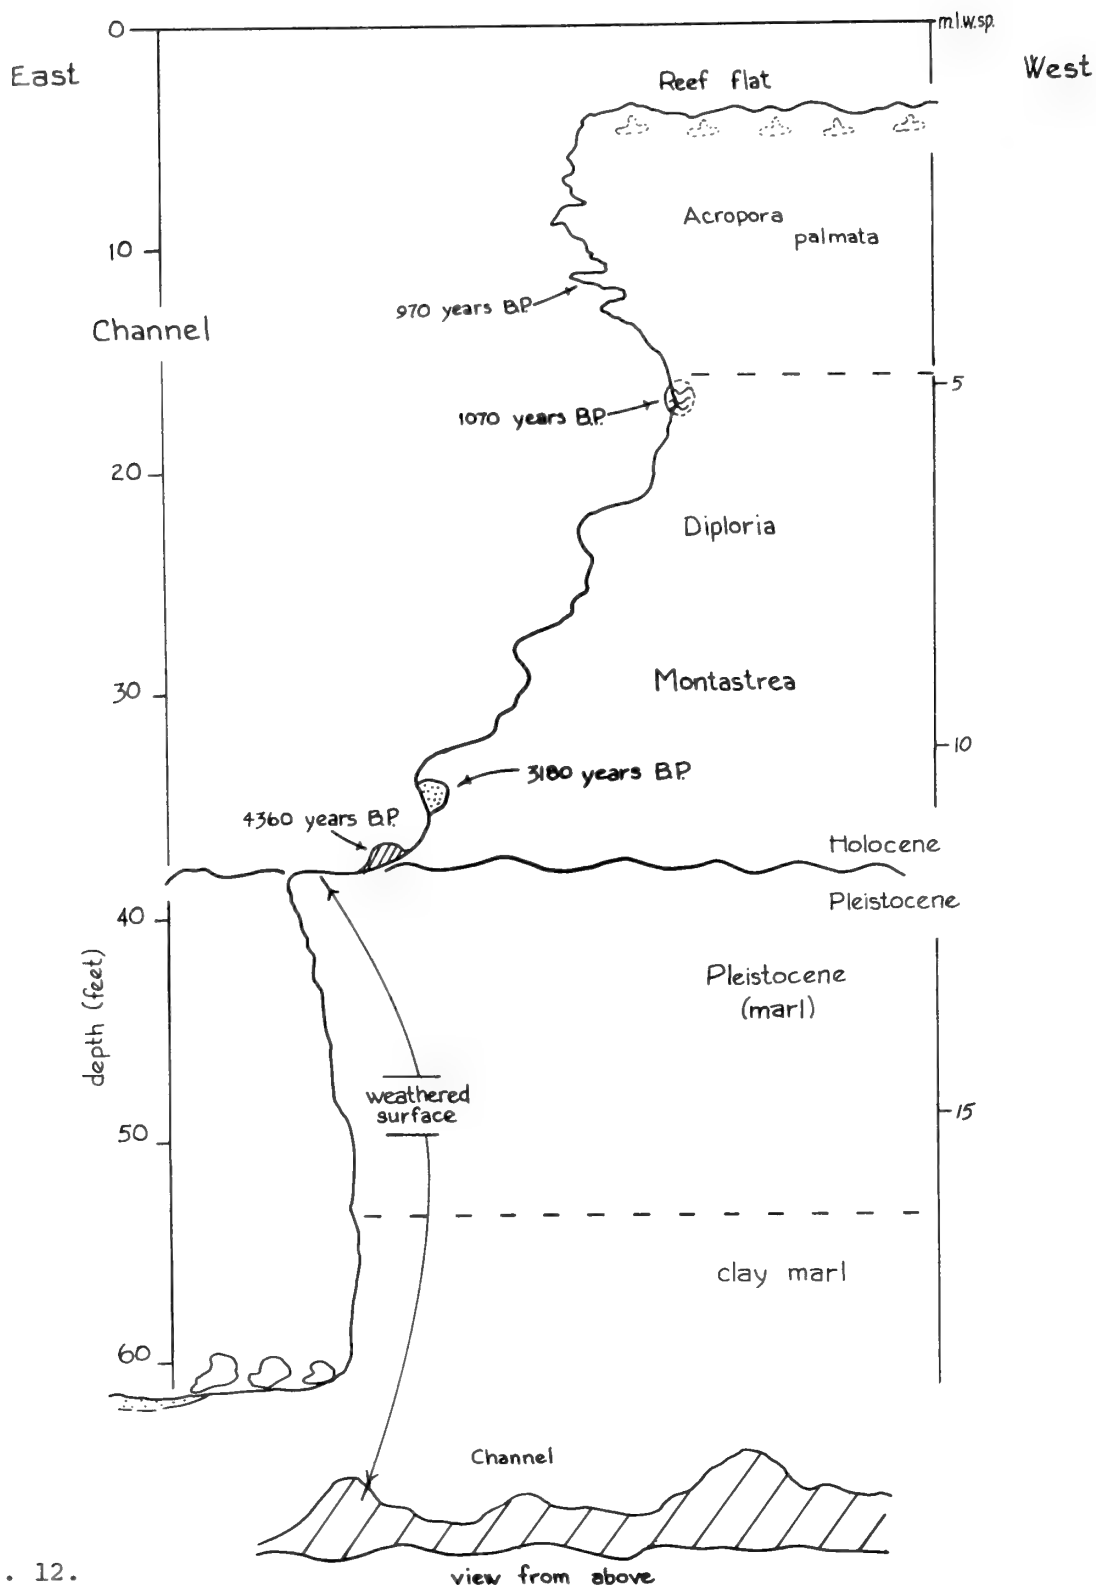 0
m.l.w.sp.
East
West
Reef flat
Acropora
palmata
10
970 years B.P.
Channel
5
1070 years B.P.
20
Diploria
Montastrea
30
10
3180 years B.P.
4360 years B.P.
Holocene
Pleistocene
40
depth (feet)
Pleistocene
(marl)
weathered
surface
15
50
clay marl
60
Channel
. 12.
view from above